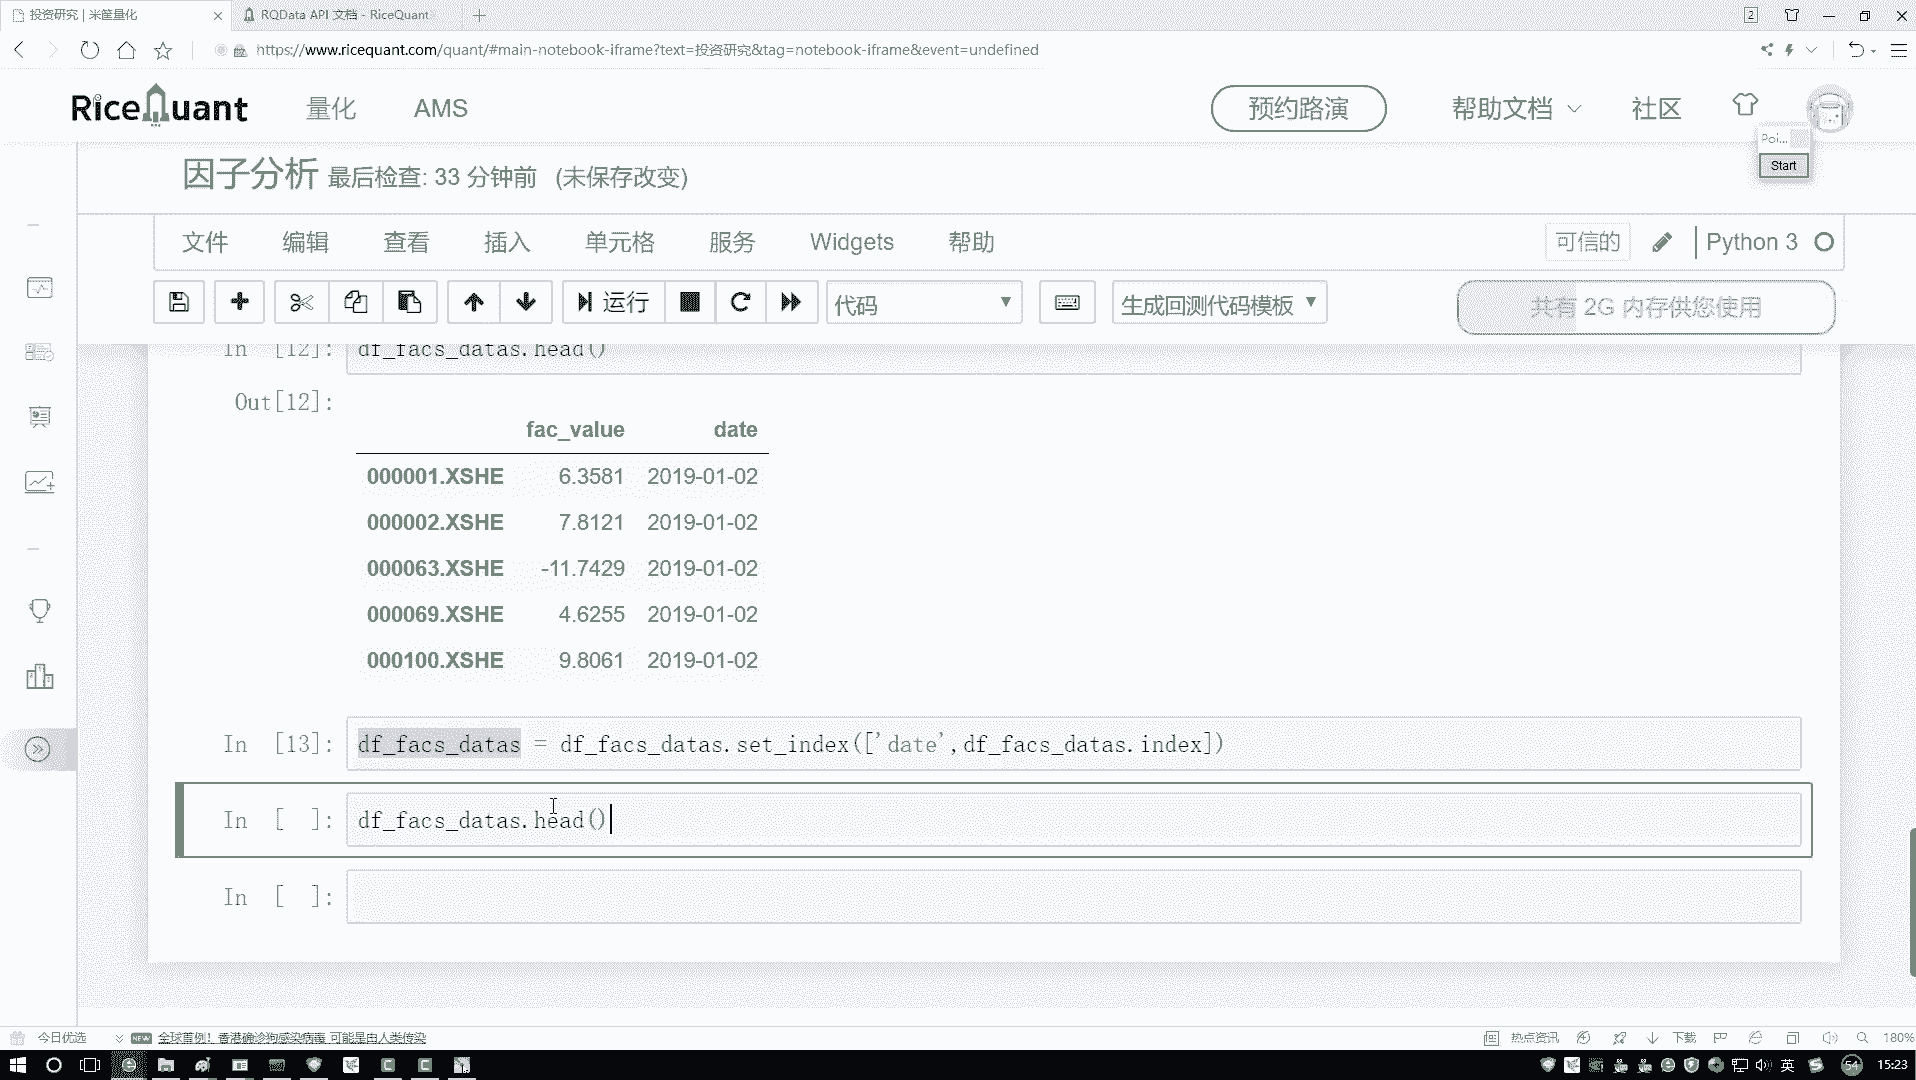 投资研究 | 米筐量化
RQData API 文档 - RiceQuant
2
https://www.ricequant.com/quant/#main-notebook-iframe?text=投资研究&tag=notebook-iframe&event=undefined
RiceQuant 量化 AMS 预约路演 帮助文档 社区
Poi...
Start
因子分析 最后检查: 33 分钟前 (未保存改变)
文件 编辑 查看 插入 单元格 服务 Widgets 帮助 可信的 Python 3
运行 代码 生成回测代码模板 共有 2G 内存供您使用
In [12]: df_facs_datas.head()
Out[12]:
fac_value date
000001.XSHE 6.3581 2019-01-02
000002.XSHE 7.8121 2019-01-02
000063.XSHE -11.7429 2019-01-02
000069.XSHE 4.6255 2019-01-02
000100.XSHE 9.8061 2019-01-02
In [13]: df_facs_datas = df_facs_datas.set_index(['date',df_facs_datas.index])
In [ ]: df_facs_datas.head()
In [ ]:
今日优选 NEW 全球首例！香港确诊狗感染病毒 可能是由人类传染 热点资讯 下载 180%
英 54 15:23